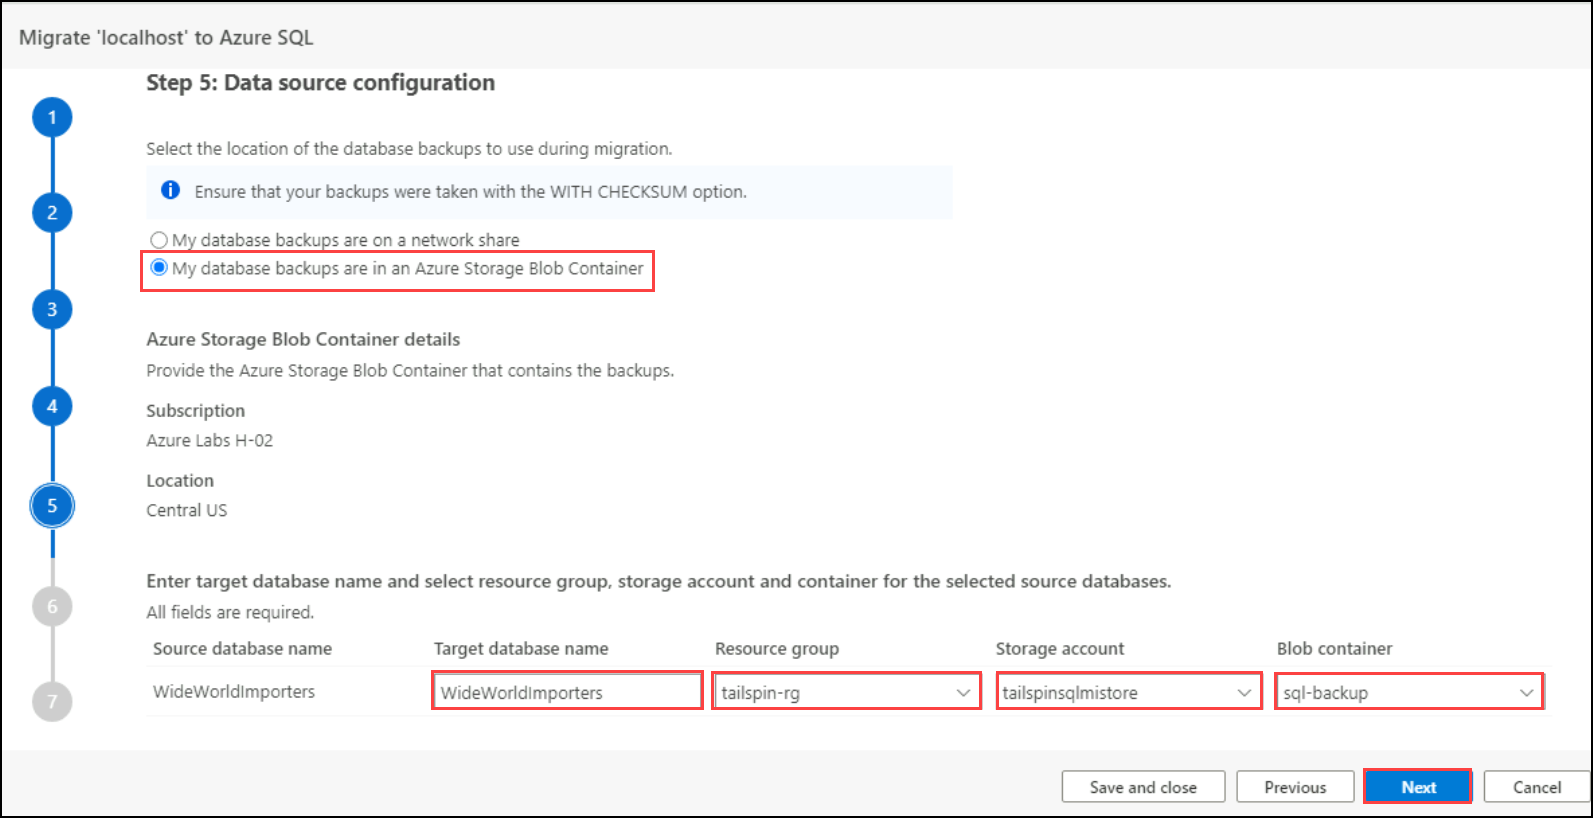 Migrate 'localhost' to Azure SQL
Step 5: Data source configuration
1
Select the location of the database backups to use during migration.
Ensure that your backups were taken with the WITH CHECKSUM option.
2
My database backups are on a network share
My database backups are in an Azure Storage Blob Container
3
Azure Storage Blob Container details
Provide the Azure Storage Blob Container that contains the backups.
4
Subscription
Azure Labs H-02
Location
5
Central US
Enter target database name and select resource group, storage account and container for the selected source databases.
6
All fields are required.
Source database name Target database name Resource group Storage account Blob container
7
WideWorldImporters WideWorldImporters tailspin-rg tailspinsqlmistore sql-backup
Save and close Previous Next Cancel